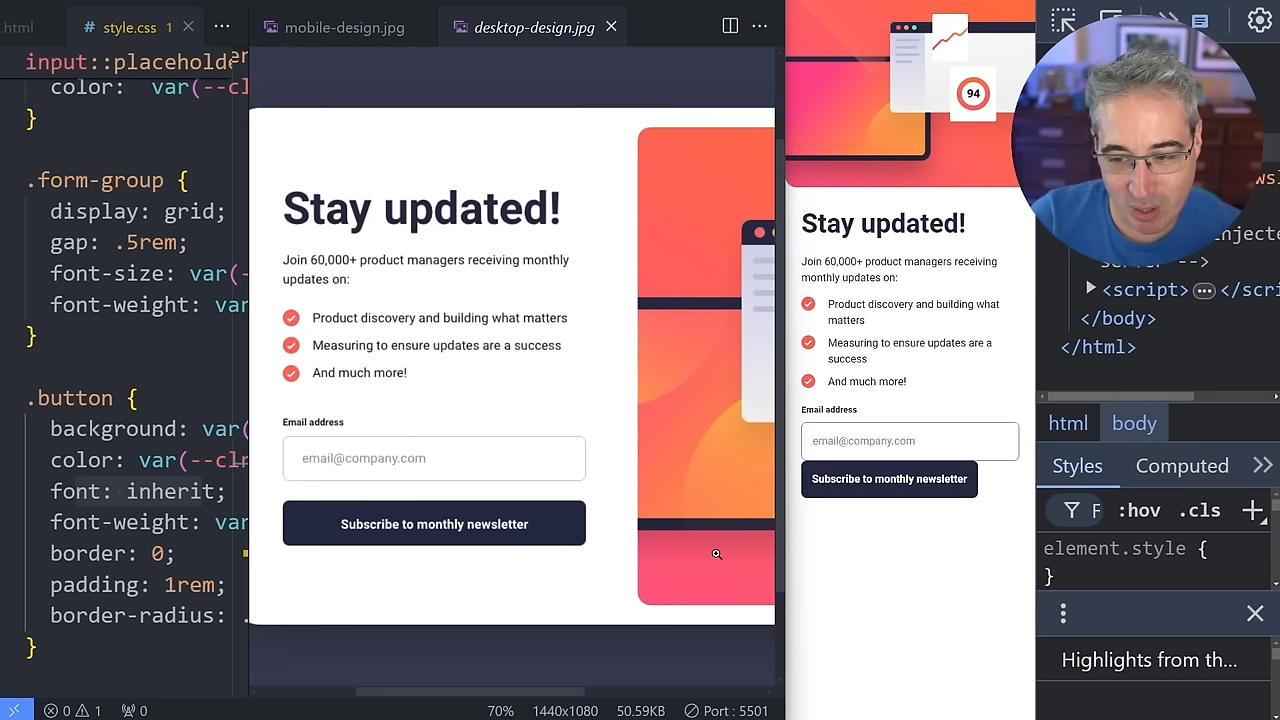 .html
# style.css 1
mobile-design.jpg
desktop-design.jpg
input::placeholde
color: var(--cl
}
.form-group {
display: grid;
gap: .5rem;
font-size: var(-
font-weight: var
}
.button {
background: var(
color: var(--clr
font: inherit;
font-weight: var
border: 0;
padding: 1rem;
border-radius: .
}
Stay updated!
Join 60,000+ product managers receiving monthly
updates on:
Product discovery and building what matters
Measuring to ensure updates are a success
And much more!
Email address
email@company.com
Subscribe to monthly newsletter
94
Stay updated!
Join 60,000+ product managers receiving
monthly updates on:
Product discovery and building what
matters
Measuring to ensure updates are a
success
And much more!
Email address
email@company.com
Subscribe to monthly newsletter
<script> ... </scri
</body>
</html>
html body
Styles Computed
F :hov .cls
element.style {
}
Highlights from th...
0 1 0
70% 1440x1080 50.59KB Port : 5501